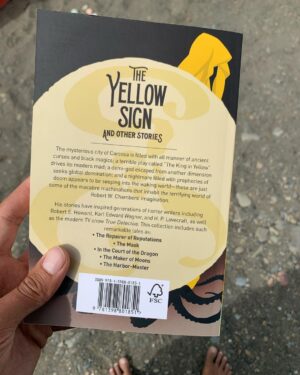 THE
YELLOW
SIGN
AND OTHER STORIES
The mysterious city of Carcosa is filled with all manner of ancient
curses and black magics; a terrible play called 'The King in Yellow'
drives its readers mad; a demi-god escaped from another dimension
seeks global domination; and a nightmare filled with premonitions of
doom appears to be seeping into the waking world—these are just
some of the macabre machinations that inhabit the terrifying world of
Robert W. Chambers' imagination.
His stories have inspired generations of horror writers including
Robert E. Howard, Karl Edward Wagner, and H. P. Lovecraft, as well
as the modern TV show True Detective. This collection includes such
remarkable tales as:
• The Repairer of Reputations
• The Mask
• In the Court of the Dragon
• The Maker of Moons
• The Harbor-Master
FSC